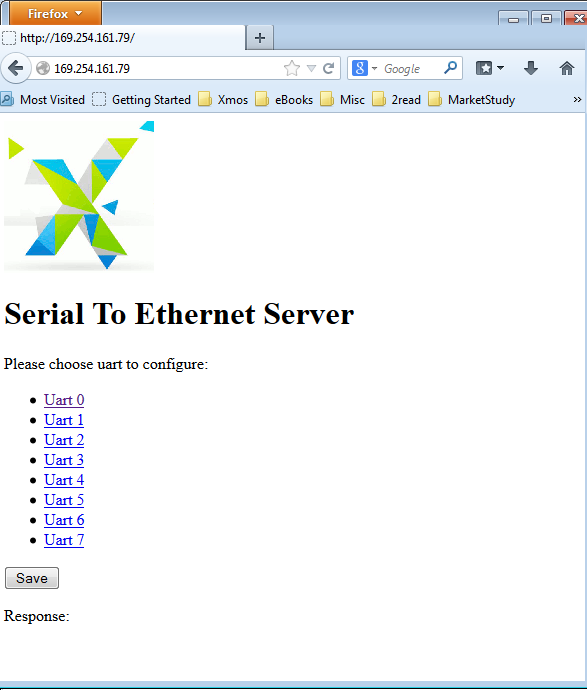 Firefox
http://169.254.161.79/
169.254.161.79
8 Google
Most Visited Getting Started Xmos eBooks Misc 2read MarketStudy »
Serial To Ethernet Server
Please choose uart to configure:
Uart 0
Uart 1
Uart 2
Uart 3
Uart 4
Uart 5
Uart 6
Uart 7
Save
Response: